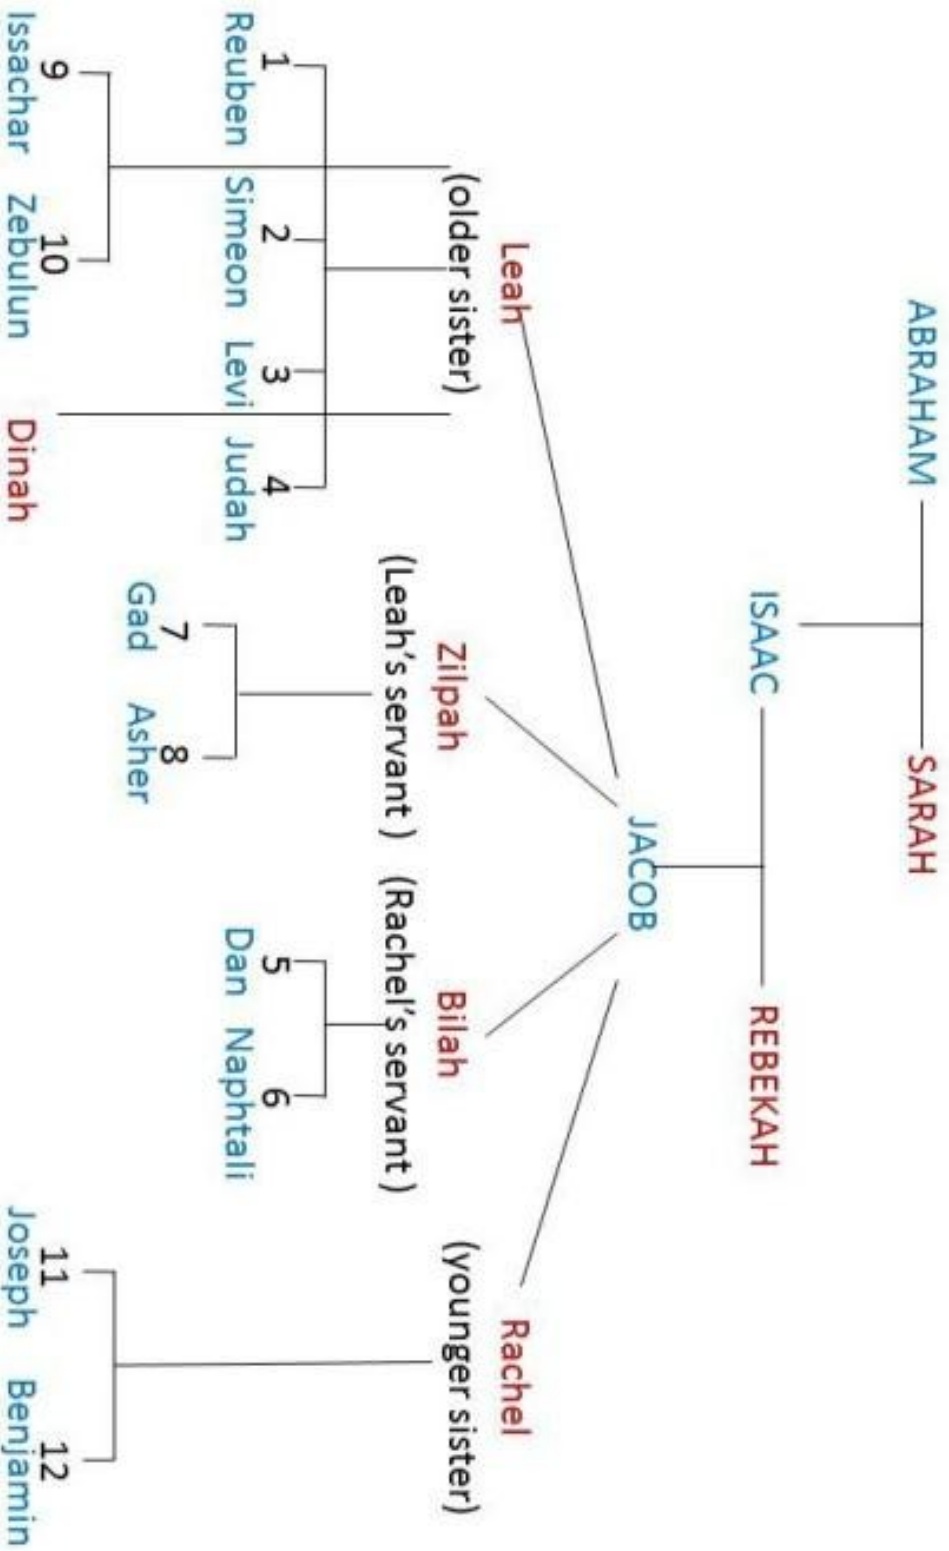 ABRAHAM SARAH
ISAAC REBEKAH
JACOB
Leah Rachel
(older sister) (younger sister)
Zilpah Bilah
(Leah's servant ) (Rachel's servant )
1 2 3 4 5 6
Reuben Simeon Levi Judah Dan Naphtali
7 8
Gad Asher
9 10 11 12
Issachar Zebulun Dinah Joseph Benjamin